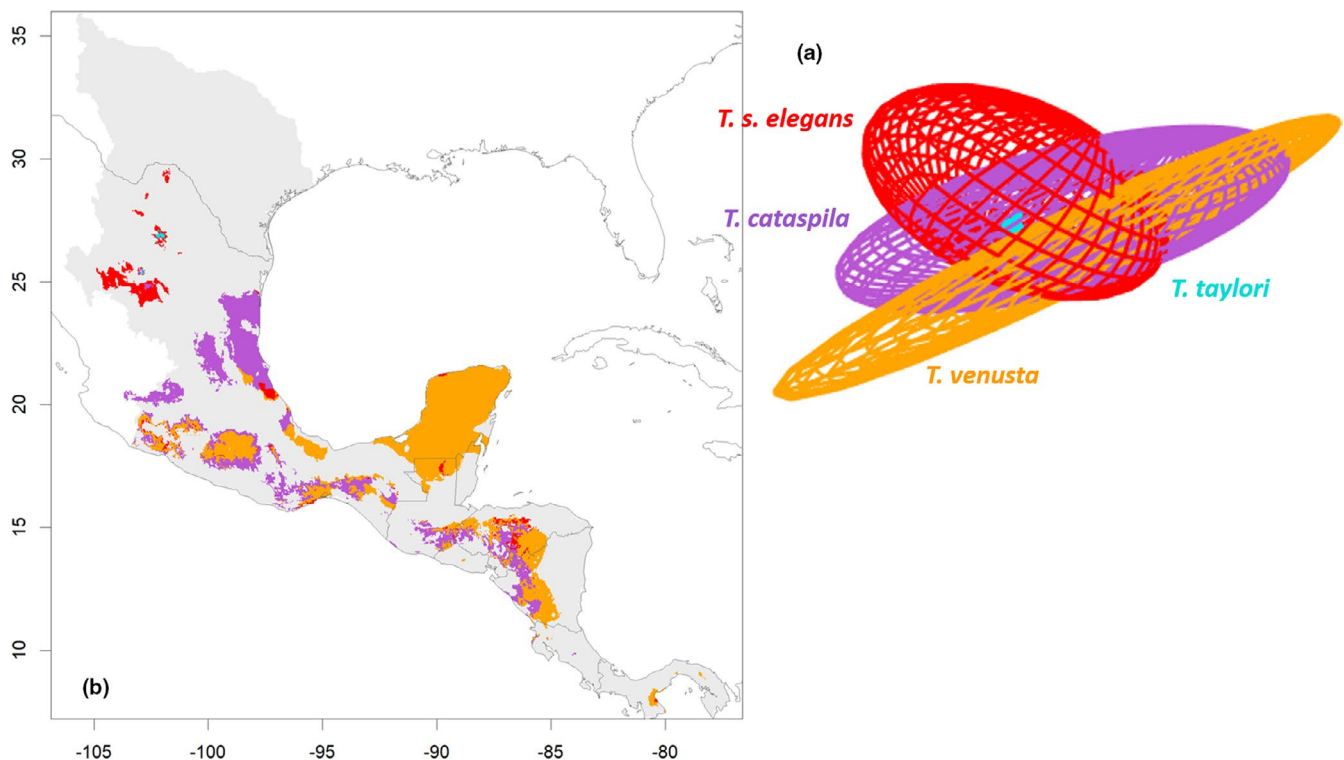 35
30
25
20
15
10
-105
-100
-95
-90
-85
-80
(b)
(a)
T. s. elegans
T. cataspila
T. taylori
T. venusta